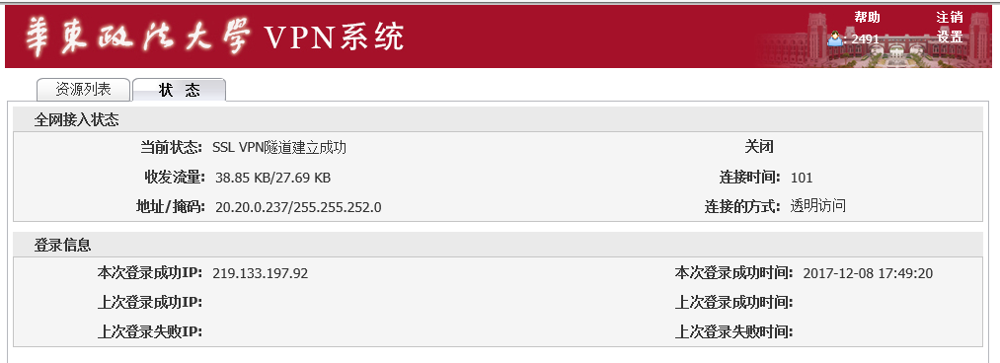 華東政法大學 VPN系统
帮助 注销
: 2491 设置
资源列表 状 态
全网接入状态
当前状态: SSL VPN隧道建立成功 关闭
收发流量: 38.85 KB/27.69 KB 连接时间: 101
地址/掩码: 20.20.0.237/255.255.252.0 连接的方式: 透明访问
登录信息
本次登录成功IP: 219.133.197.92 本次登录成功时间: 2017-12-08 17:49:20
上次登录成功IP: 上次登录成功时间:
上次登录失败IP: 上次登录失败时间: